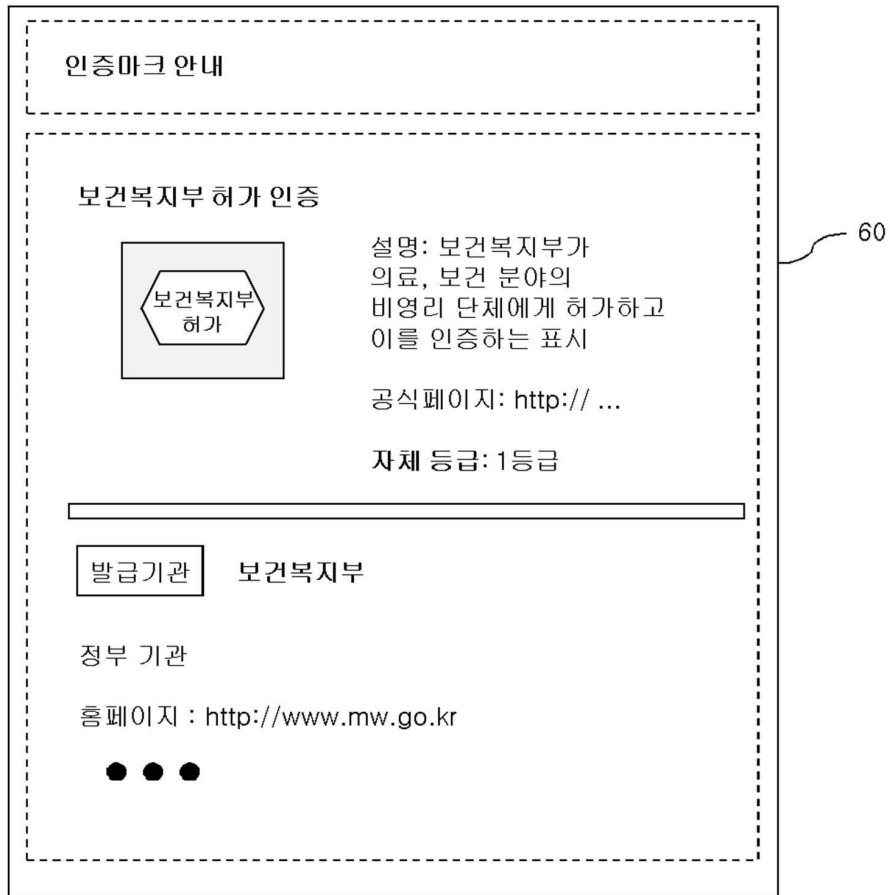 인증마크 안내
보건복지부 허가 인증
보건복지부
허가
설명: 보건복지부가
의료, 보건 분야의
비영리 단체에게 허가하고
이를 인증하는 표시
공식페이지: http:// ...
자체 등급: 1등급
60
발급기관 보건복지부
정부 기관
홈페이지 : http://www.mw.go.kr